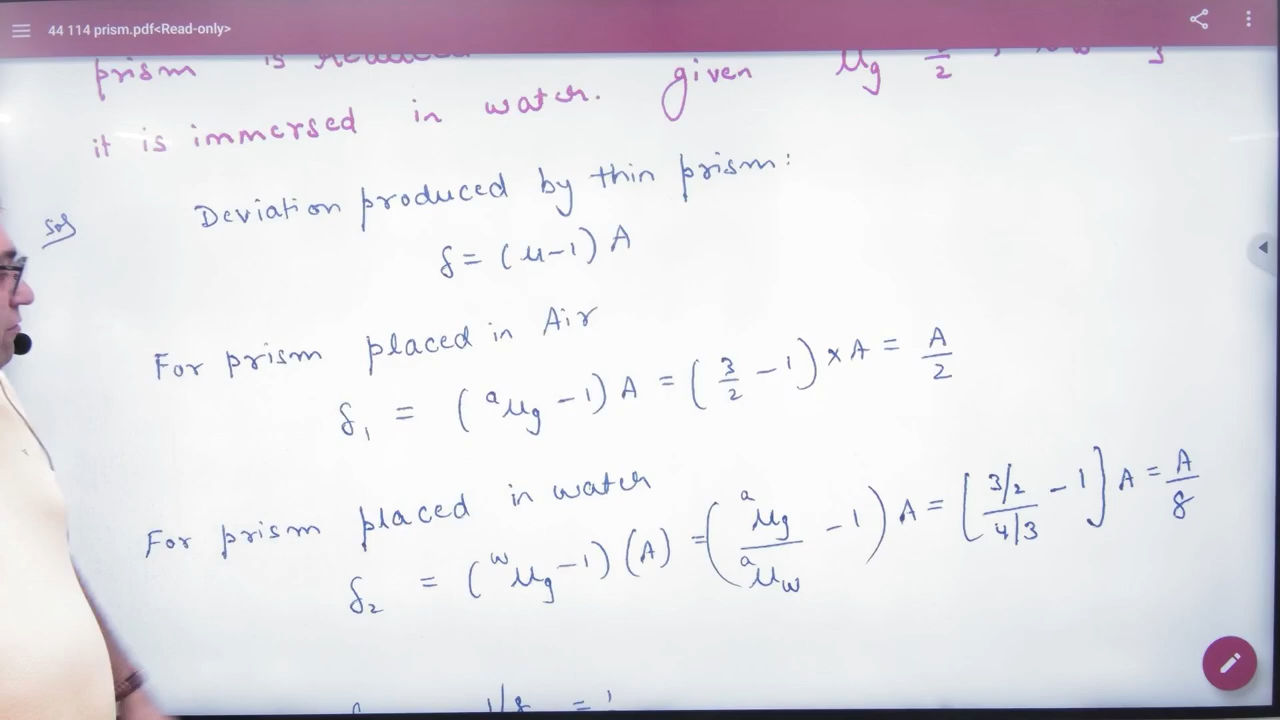 44 114 prism.pdf<Read-only>
prism is
it is immersed in water. given μg 2 3
Sol Deviation produced by thin prism:
δ = (μ-1) A
For prism placed in Air
δ₁ = (ᵃμg - 1) A = (3/2 - 1) × A = A/2
For prism placed in water
δ₂ = (ʷμg - 1) (A) = (ᵃμg/ᵃμw - 1) A = [3/2 / 4/3 - 1] A = A/8
1/8 =